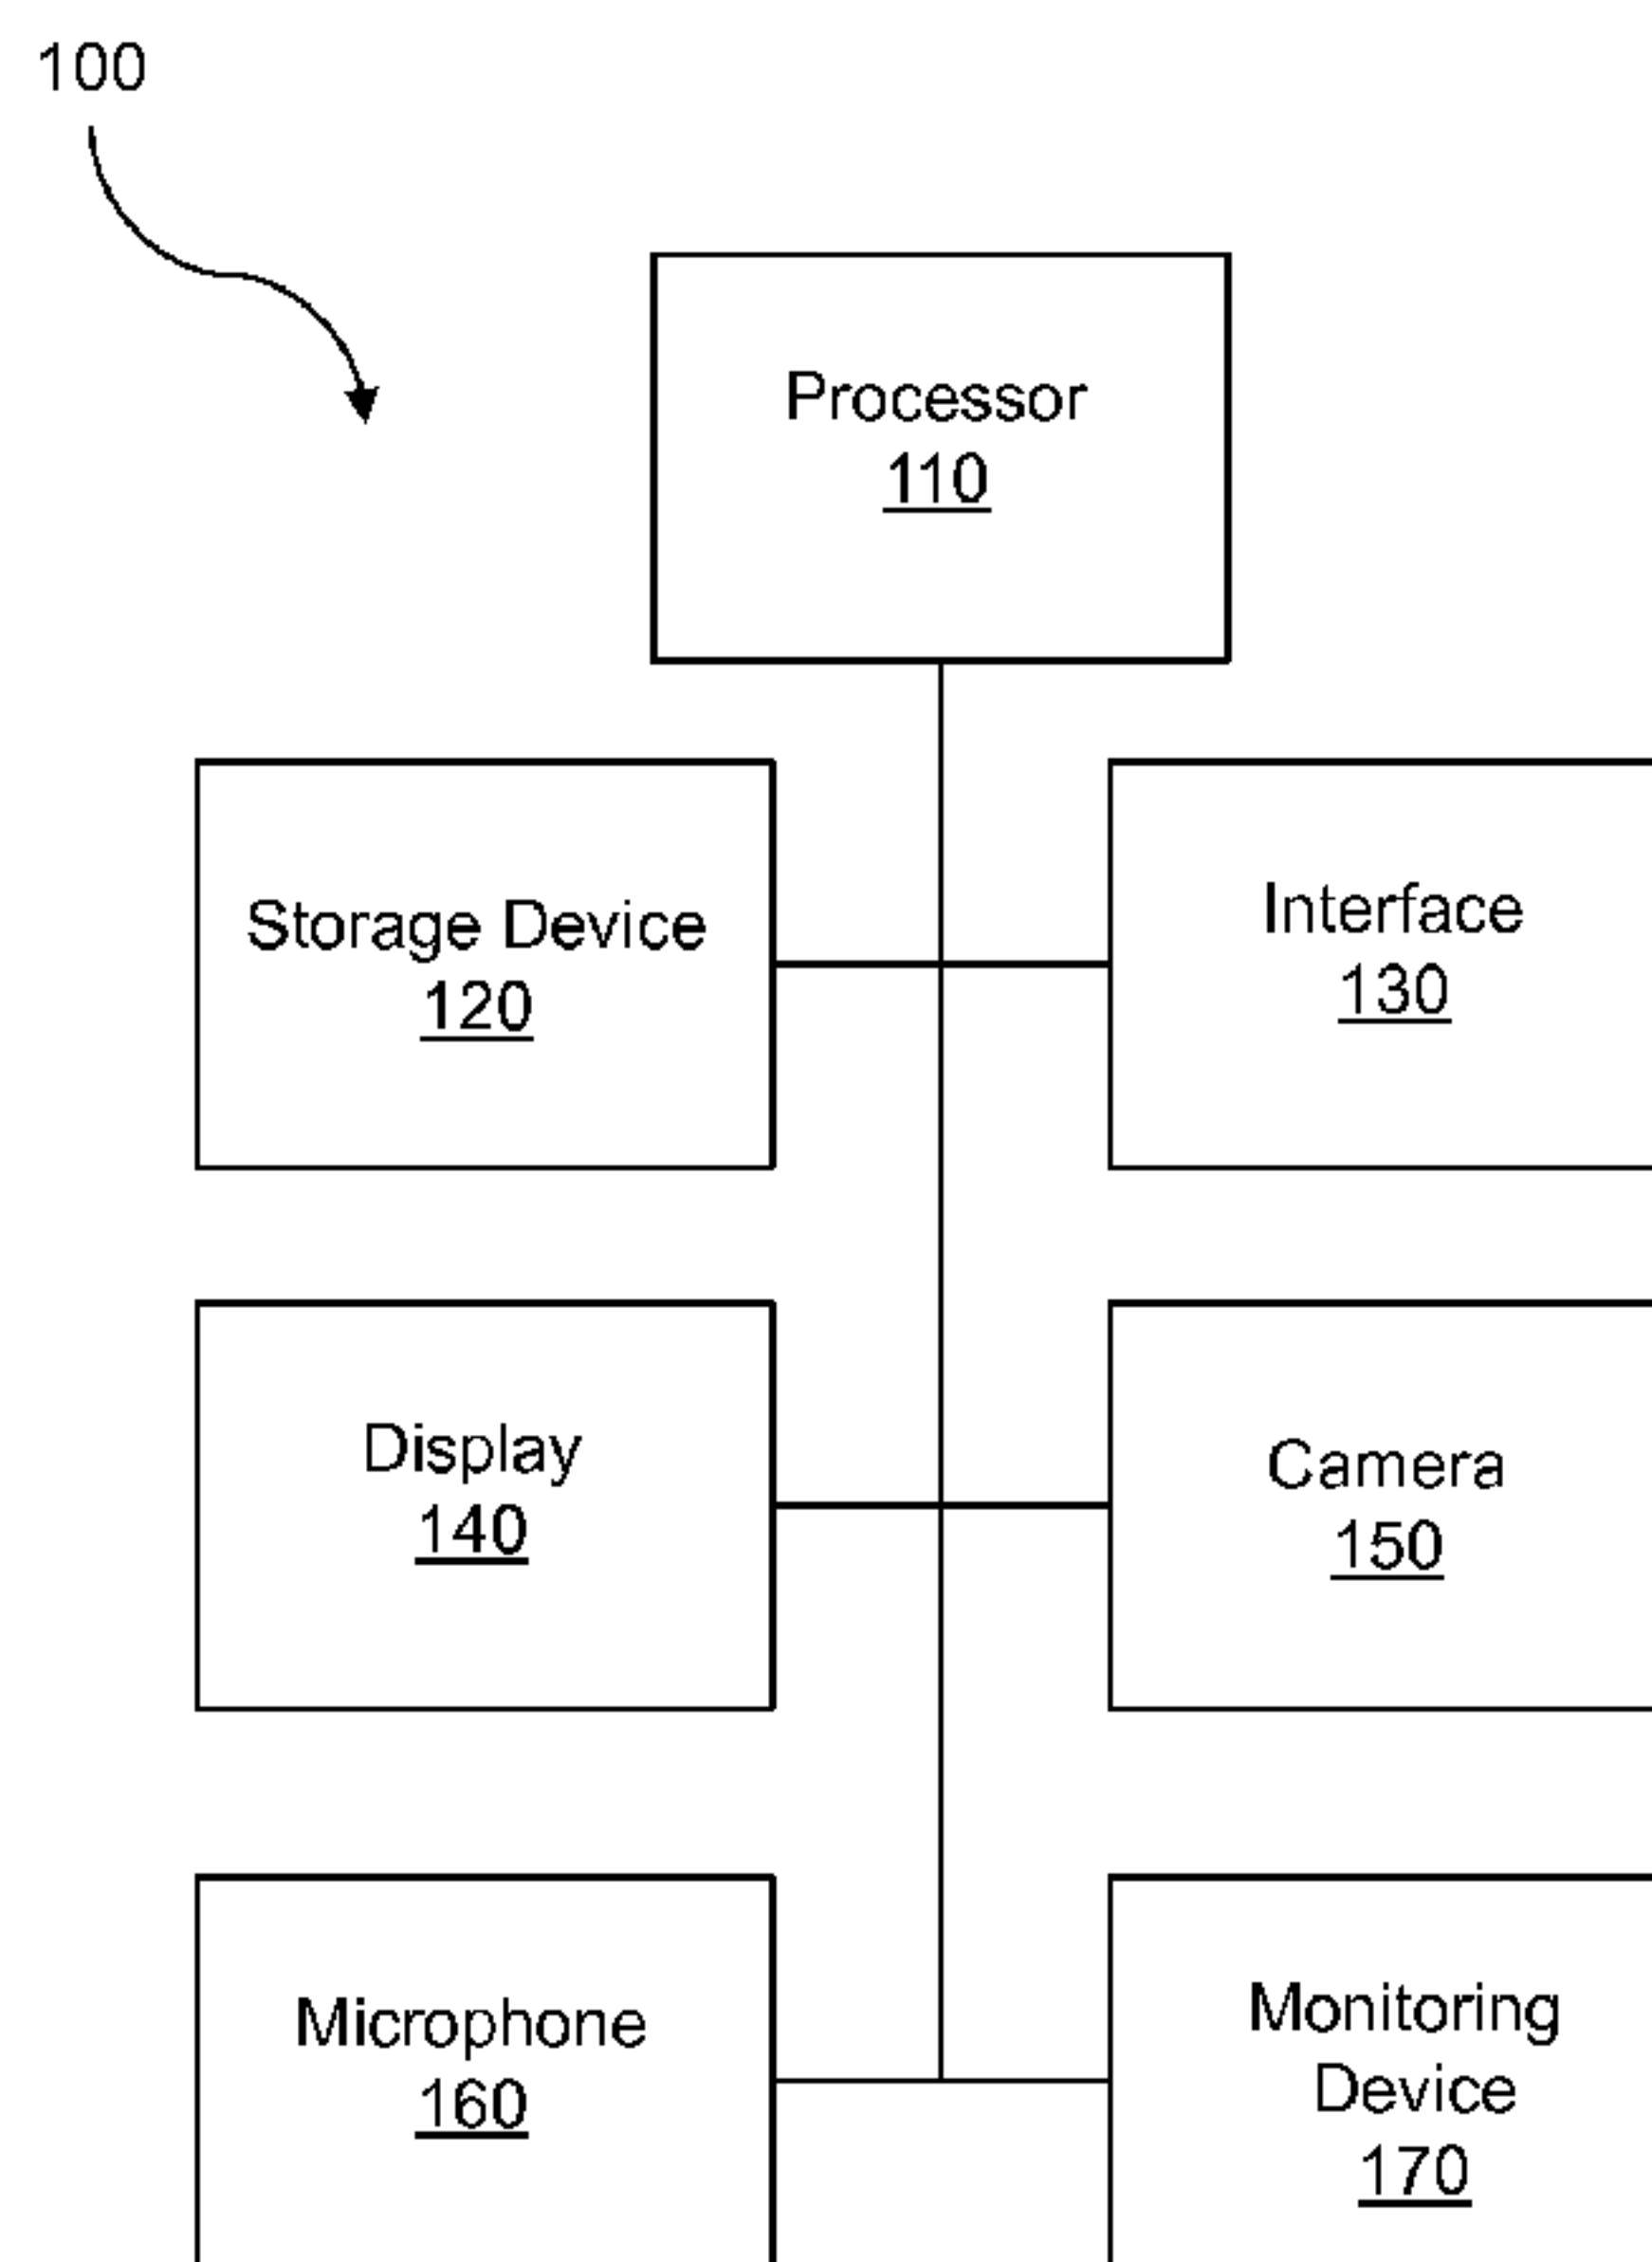 100
Processor
110
Storage Device
120
Interface
130
Display
140
Camera
150
Microphone
160
Monitoring
Device
170